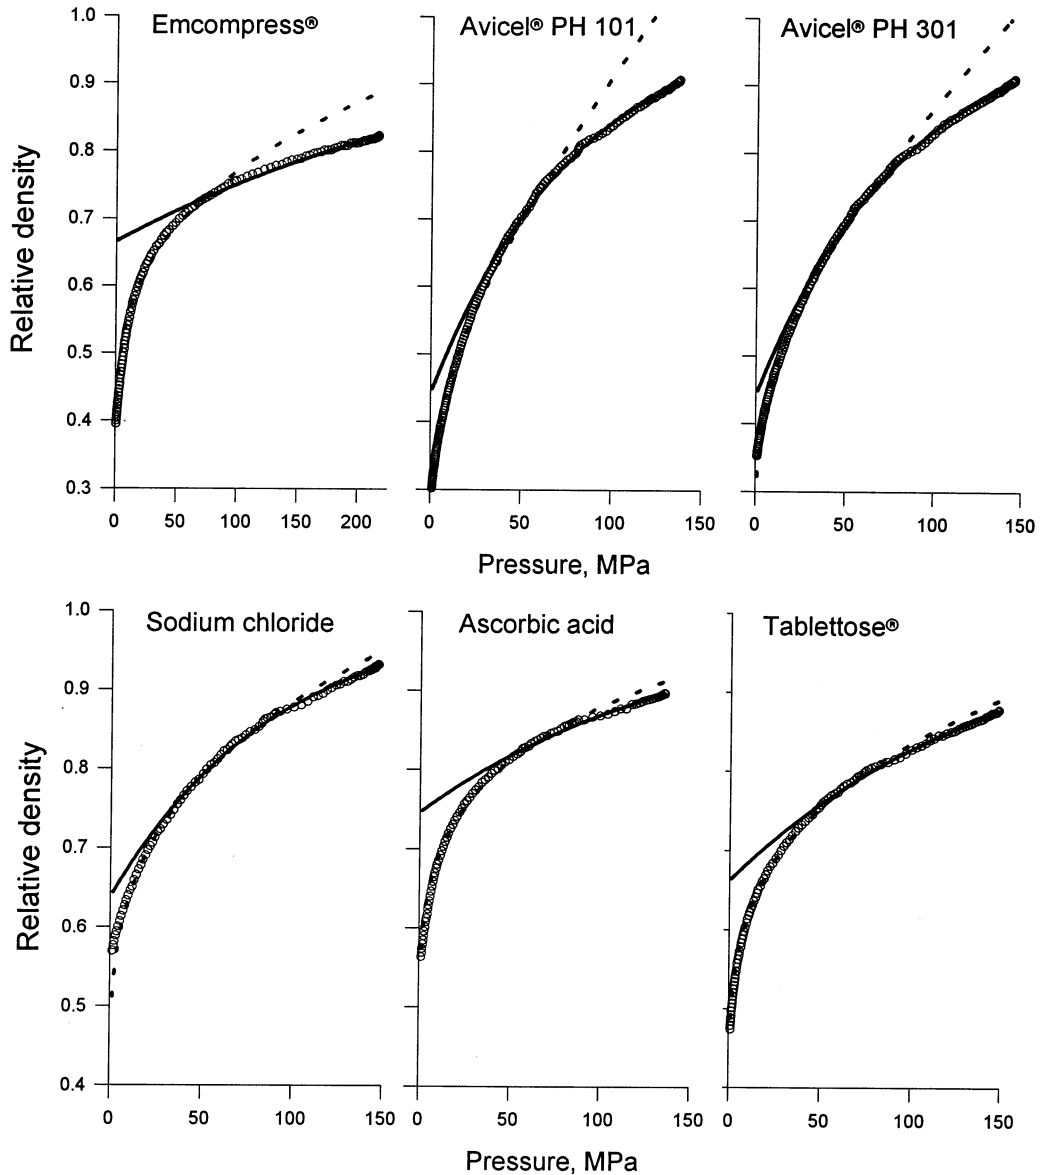 Emcompress®
Avicel® PH 101
Avicel® PH 301
Relative density
1.0
0.9
0.8
0.7
0.6
0.5
0.4
0.3
0 50 100 150 200
0 50 100 150
0 50 100 150
Pressure, MPa
Sodium chloride
Ascorbic acid
Tablettose®
Relative density
1.0
0.9
0.8
0.7
0.6
0.5
0.4
0 50 100 150
0 50 100 150
0 50 100 150
Pressure, MPa